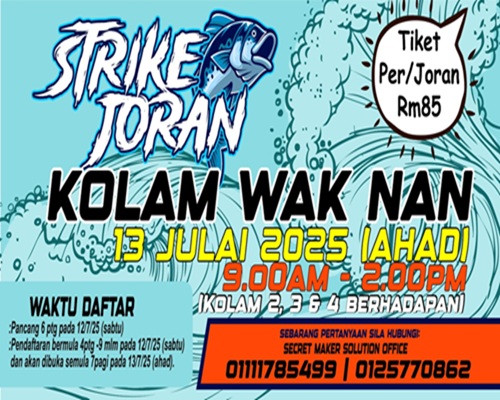 STRIKE
JORAN
Tiket
Per/Joran
Rm85
KOLAM WAK NAN
13 JULAI 2025 (AHAD)
9.00AM - 2.00PM
(KOLAM 2, 3 & 4 BERHADAPAN)
WAKTU DAFTAR
:Pancang 6 ptg pada 12/7/25 (sabtu)
:Pendaftaran bermula 4ptg -9 mlm pada 12/7/25 (sabtu)
dan akan dibuka semula 7pagi pada 13/7/25 (ahad).
SEBARANG PERTANYAAN SILA HUBUNGI:
SECRET MAKER SOLUTION OFFICE
01111785499 | 0125770862